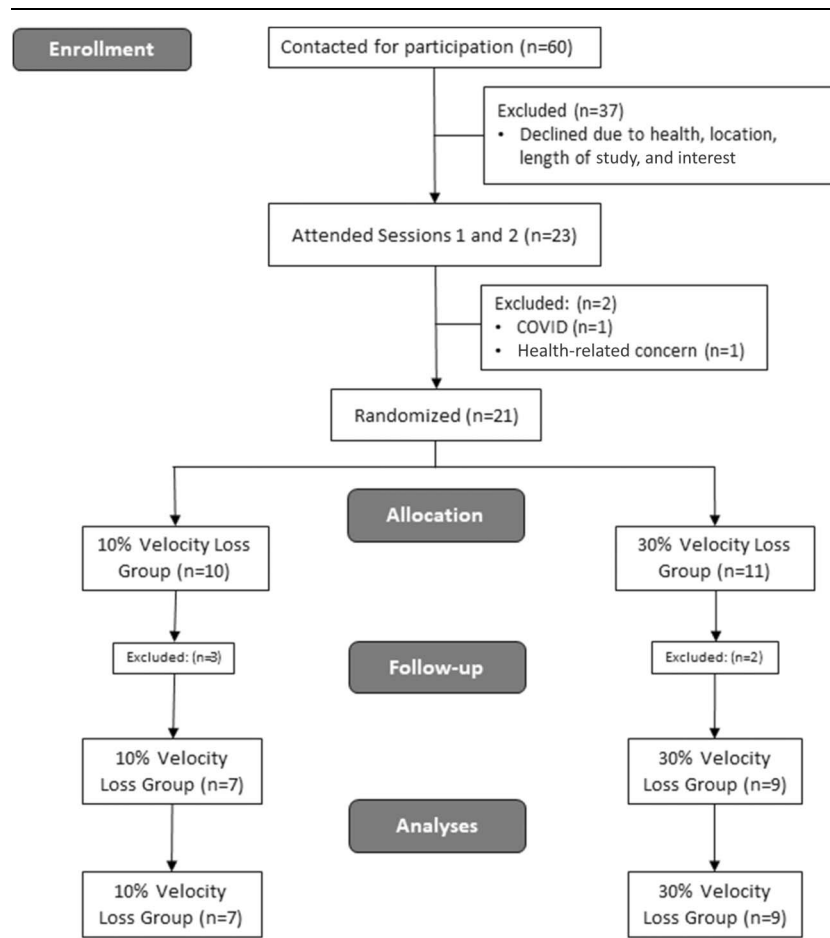 Enrollment
Contacted for participation (n=60)
Excluded (n=37)
• Declined due to health, location,
length of study, and interest
Attended Sessions 1 and 2 (n=23)
Excluded: (n=2)
• COVID (n=1)
• Health-related concern (n=1)
Randomized (n=21)
Allocation
10% Velocity Loss
Group (n=10)
30% Velocity Loss
Group (n=11)
Excluded: (n=3)
Follow-up
Excluded: (n=2)
10% Velocity
Loss Group (n=7)
30% Velocity
Loss Group (n=9)
Analyses
10% Velocity
Loss Group (n=7)
30% Velocity
Loss Group (n=9)